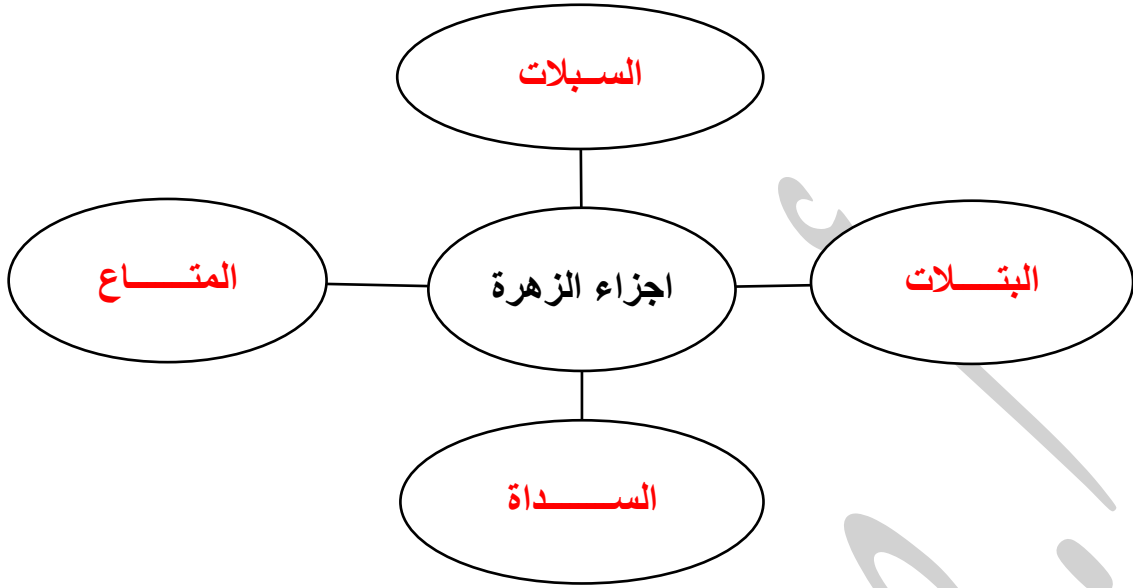 السبلات
البتلات
اجزاء الزهرة
المتاع
السداة